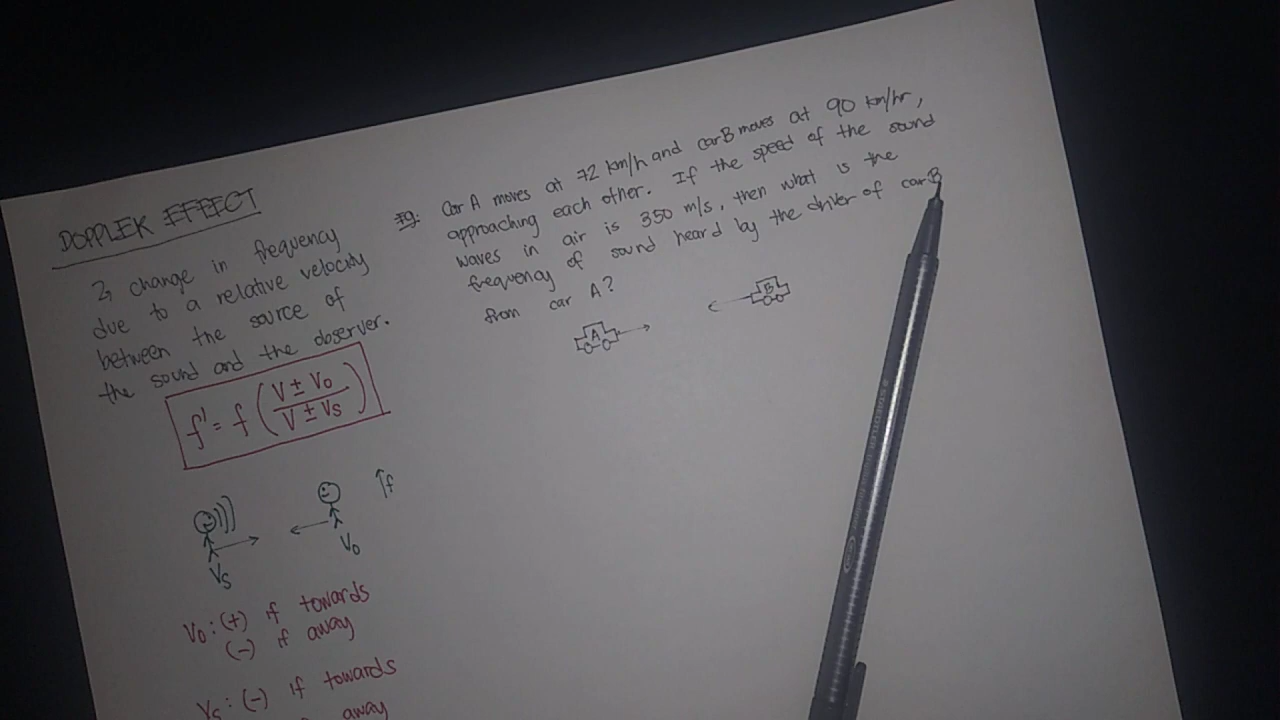 DOPPLER EFFECT
↳ change in frequency
due to a relative velocity
between the source of
the sound and the observer.
f' = f (V ± Vo / V ± Vs)
↑f
Vs
Vo
Vo: (+) if towards
(-) if away
Vs: (-) if towards
away
Eg: Car A moves at 72 km/h and car B moves at 90 km/hr,
approaching each other. If the speed of the sound
waves in air is 350 m/s, then what is the
frequency of sound heard by the driver of car B
from car A?
A
B